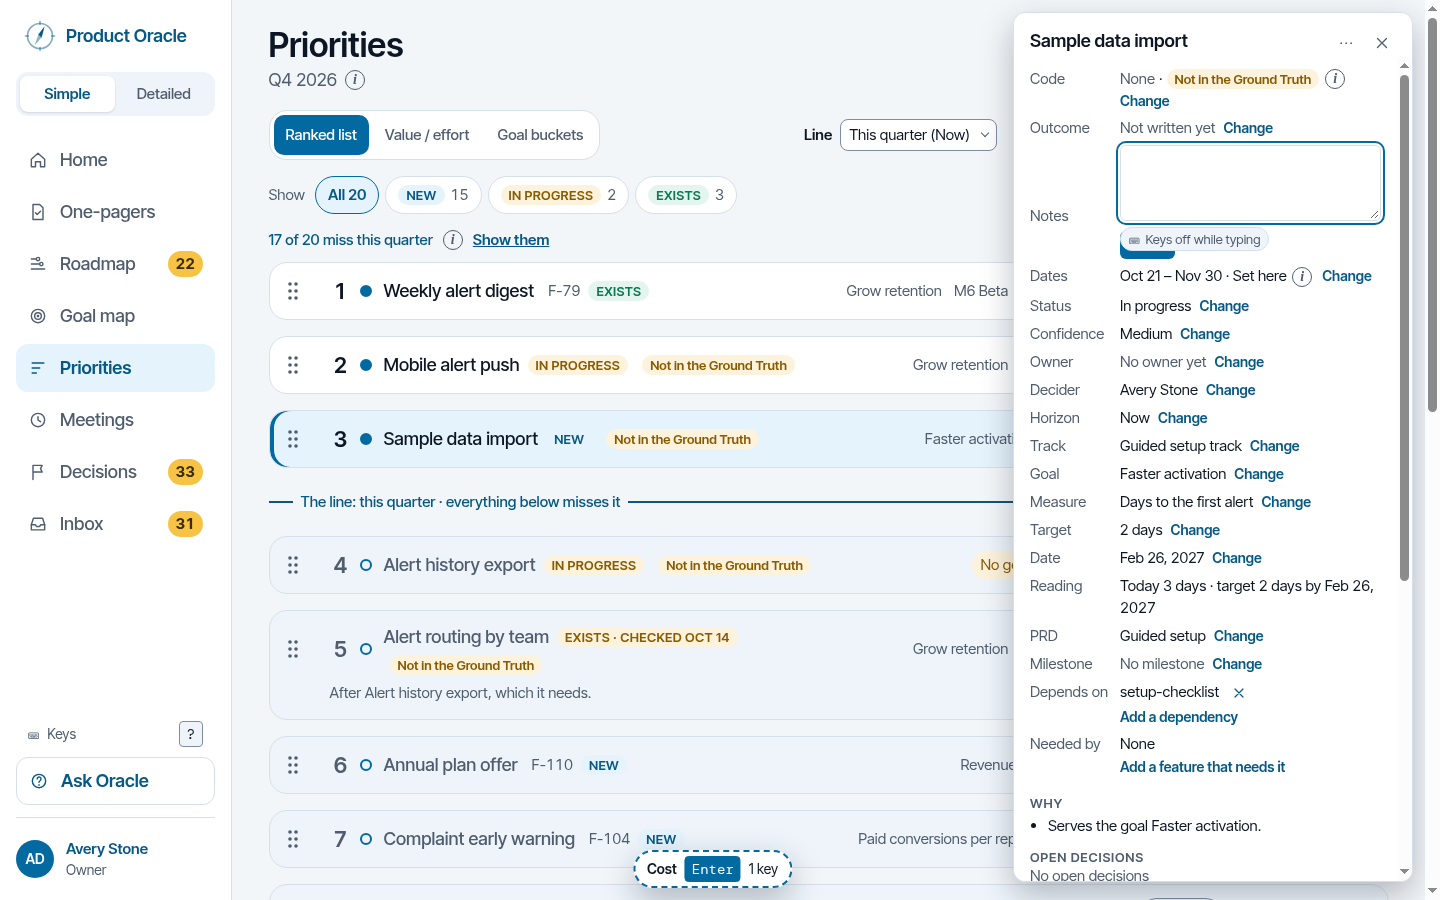 Product Oracle
Simple
Detailed
Home
One-pagers
Roadmap 22
Goal map
Priorities
Meetings
Decisions 33
Inbox 31
Keys ?
Ask Oracle
AD
Avery Stone
Owner
Priorities
Q4 2026 i
Ranked list
Value / effort
Goal buckets
Line
This quarter (Now)
Show
All 20
NEW 15
IN PROGRESS 2
EXISTS 3
17 of 20 miss this quarter i Show them
1 Weekly alert digest F-79 EXISTS Grow retention M6 Beta
2 Mobile alert push IN PROGRESS Not in the Ground Truth Grow retention
3 Sample data import NEW Not in the Ground Truth Faster activati
The line: this quarter · everything below misses it
4 Alert history export IN PROGRESS Not in the Ground Truth No g
5 Alert routing by team EXISTS · CHECKED OCT 14
Not in the Ground Truth
Grow retention
After Alert history export, which it needs.
6 Annual plan offer F-110 NEW Revenue
7 Complaint early warning F-104 NEW Paid conversions per rep
Cost Enter 1 key
Sample data import
Code None · Not in the Ground Truth i
Change
Outcome Not written yet Change
Notes
Keys off while typing
Dates Oct 21 – Nov 30 · Set here i Change
Status In progress Change
Confidence Medium Change
Owner No owner yet Change
Decider Avery Stone Change
Horizon Now Change
Track Guided setup track Change
Goal Faster activation Change
Measure Days to the first alert Change
Target 2 days Change
Date Feb 26, 2027 Change
Reading Today 3 days · target 2 days by Feb 26,
2027
PRD Guided setup Change
Milestone No milestone Change
Depends on setup-checklist
Add a dependency
Needed by None
Add a feature that needs it
WHY
• Serves the goal Faster activation.
OPEN DECISIONS
No open decisions